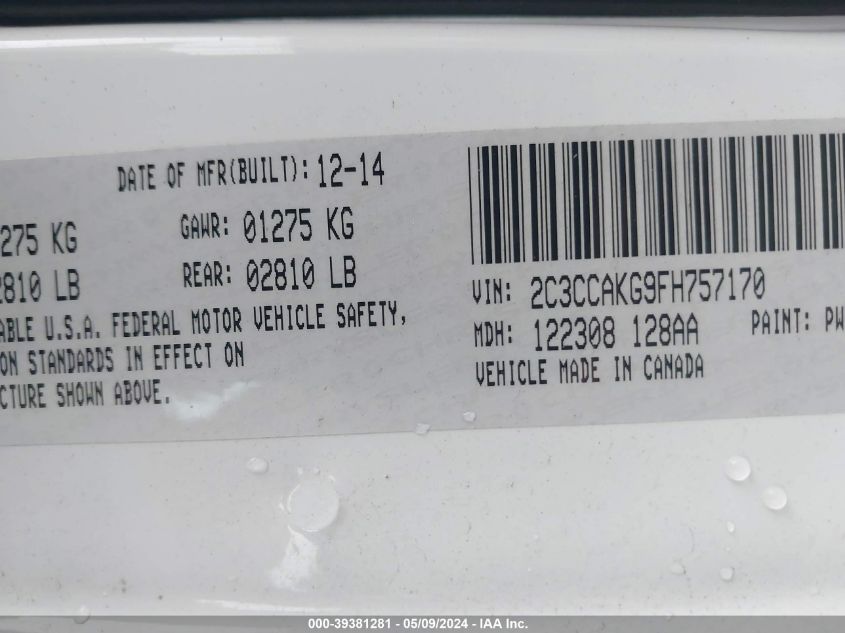 DATE OF MFR(BUILT): 12-14
275 KG GAWR: 01275 KG
2810 LB REAR: 02810 LB
ABLE U.S.A. FEDERAL MOTOR VEHICLE SAFETY,
ON STANDARDS IN EFFECT ON
CTURE SHOWN ABOVE.
VIN: 2C3CCAKG9FH757170
MDH: 122308 128AA PAINT: PW
VEHICLE MADE IN CANADA
000-39381281 - 05/09/2024 - IAA Inc.